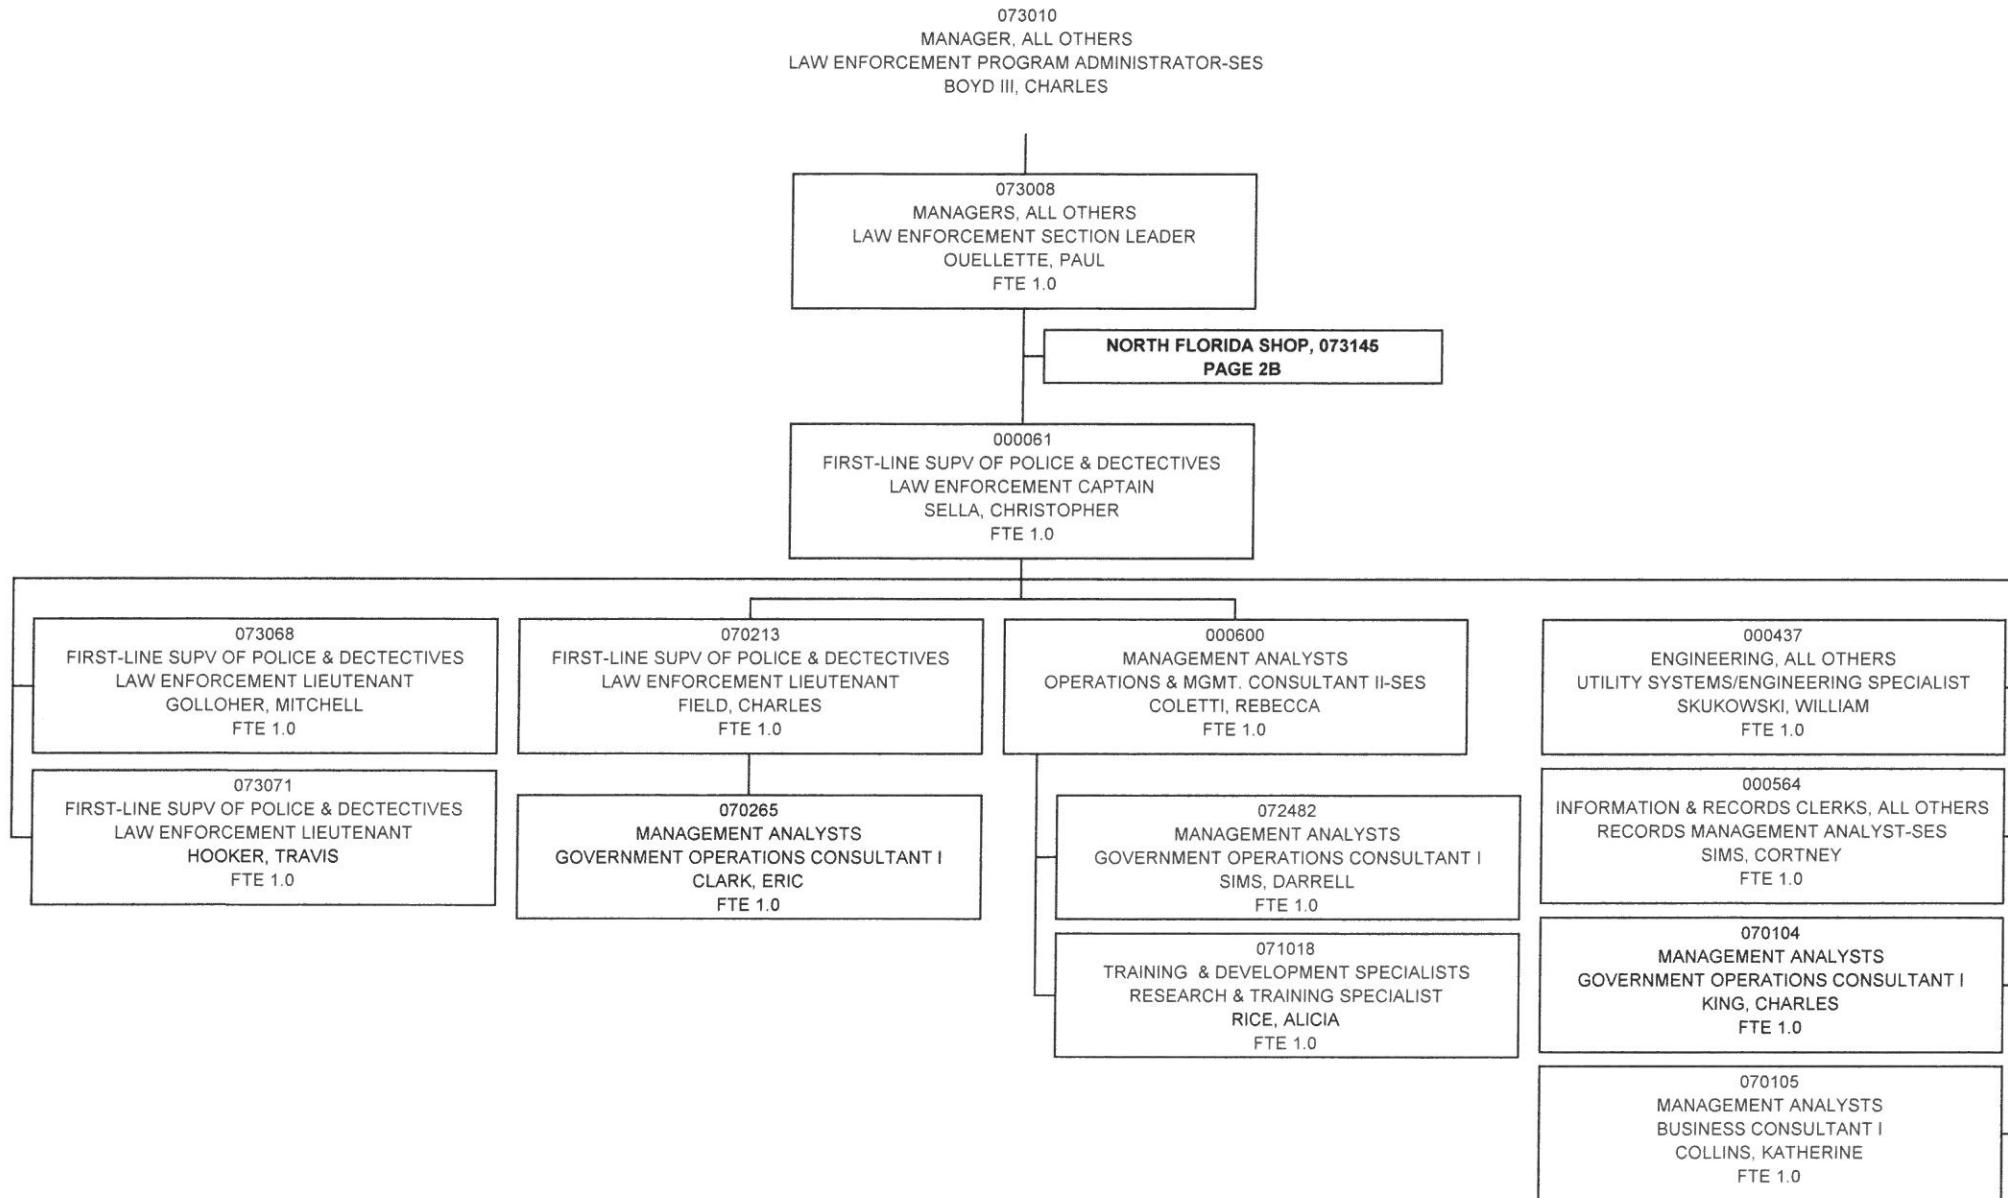 073010
MANAGER, ALL OTHERS
LAW ENFORCEMENT PROGRAM ADMINISTRATOR-SES
BOYD III, CHARLES
073008
MANAGERS, ALL OTHERS
LAW ENFORCEMENT SECTION LEADER
OUELLETTE, PAUL
FTE 1.0
NORTH FLORIDA SHOP, 073145
PAGE 2B
000061
FIRST-LINE SUPV OF POLICE & DECTECTIVES
LAW ENFORCEMENT CAPTAIN
SELLA, CHRISTOPHER
FTE 1.0
073068
FIRST-LINE SUPV OF POLICE & DECTECTIVES
LAW ENFORCEMENT LIEUTENANT
GOLLOHER, MITCHELL
FTE 1.0
073071
FIRST-LINE SUPV OF POLICE & DECTECTIVES
LAW ENFORCEMENT LIEUTENANT
HOOKER, TRAVIS
FTE 1.0
070213
FIRST-LINE SUPV OF POLICE & DECTECTIVES
LAW ENFORCEMENT LIEUTENANT
FIELD, CHARLES
FTE 1.0
070265
MANAGEMENT ANALYSTS
GOVERNMENT OPERATIONS CONSULTANT I
CLARK, ERIC
FTE 1.0
000600
MANAGEMENT ANALYSTS
OPERATIONS & MGMT. CONSULTANT II-SES
COLETTI, REBECCA
FTE 1.0
072482
MANAGEMENT ANALYSTS
GOVERNMENT OPERATIONS CONSULTANT I
SIMS, DARRELL
FTE 1.0
071018
TRAINING & DEVELOPMENT SPECIALISTS
RESEARCH & TRAINING SPECIALIST
RICE, ALICIA
FTE 1.0
000437
ENGINEERING, ALL OTHERS
UTILITY SYSTEMS/ENGINEERING SPECIALIST
SKUKOWSKI, WILLIAM
FTE 1.0
000564
INFORMATION & RECORDS CLERKS, ALL OTHERS
RECORDS MANAGEMENT ANALYST-SES
SIMS, CORTNEY
FTE 1.0
070104
MANAGEMENT ANALYSTS
GOVERNMENT OPERATIONS CONSULTANT I
KING, CHARLES
FTE 1.0
070105
MANAGEMENT ANALYSTS
BUSINESS CONSULTANT I
COLLINS, KATHERINE
FTE 1.0